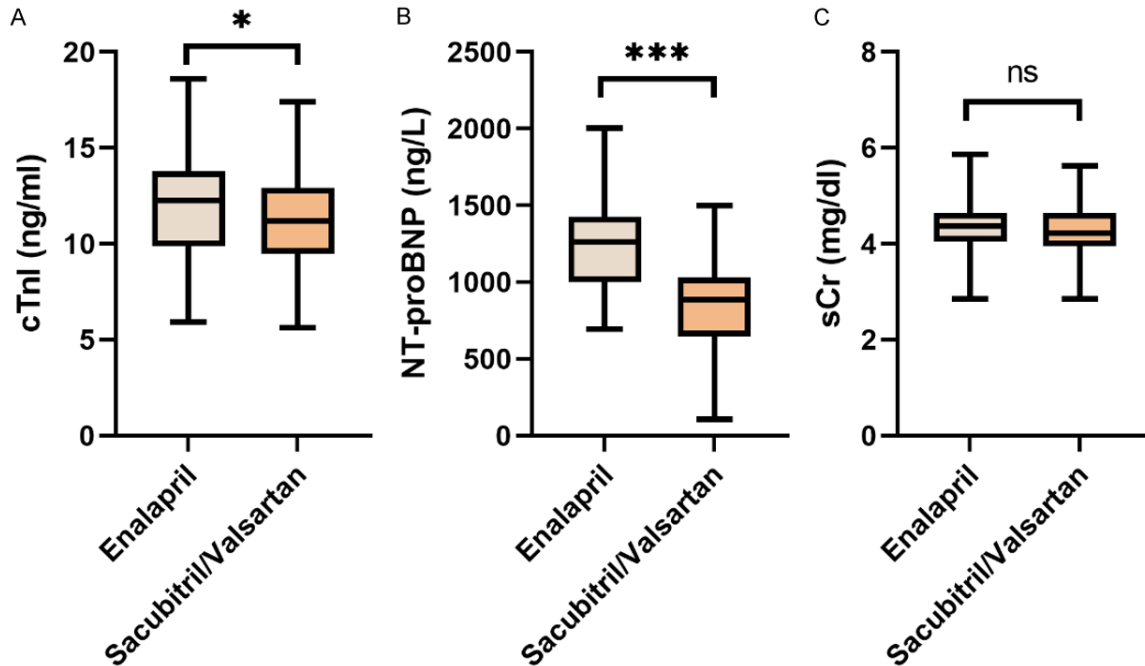 A
*
cTnI (ng/ml)
20
15
10
5
0
Enalapril
Sacubitril/Valsartan
B
***
NT-proBNP (ng/L)
2500
2000
1500
1000
500
0
Enalapril
Sacubitril/Valsartan
C
ns
sCr (mg/dl)
8
6
4
2
0
Enalapril
Sacubitril/Valsartan